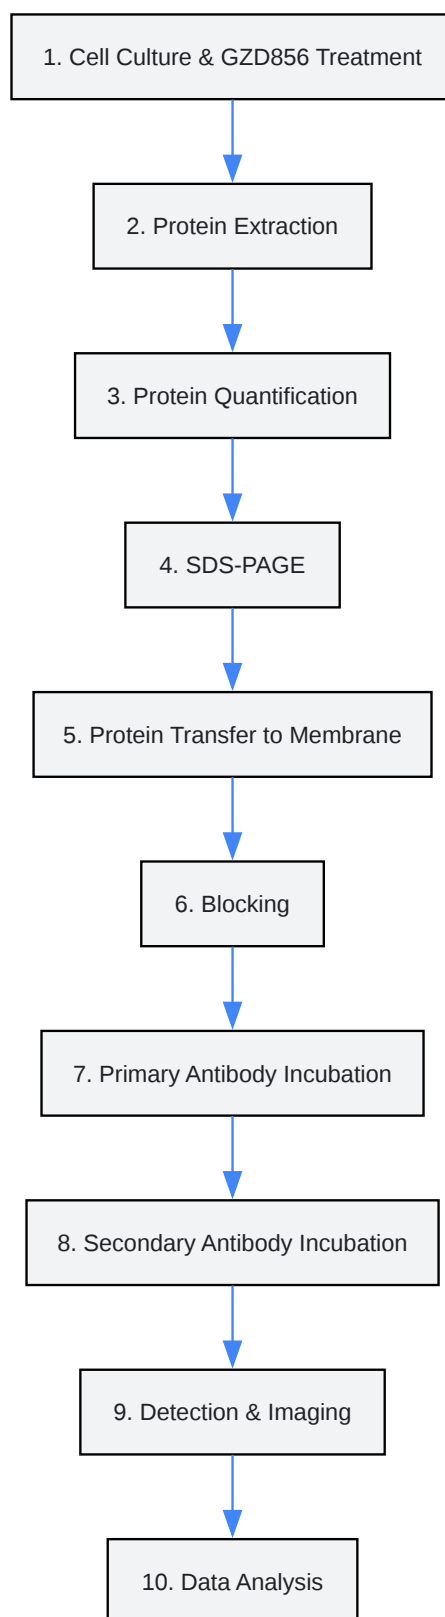 1. Cell Culture & GZD856 Treatment
2. Protein Extraction
3. Protein Quantification
4. SDS-PAGE
5. Protein Transfer to Membrane
6. Blocking
7. Primary Antibody Incubation
8. Secondary Antibody Incubation
9. Detection & Imaging
10. Data Analysis